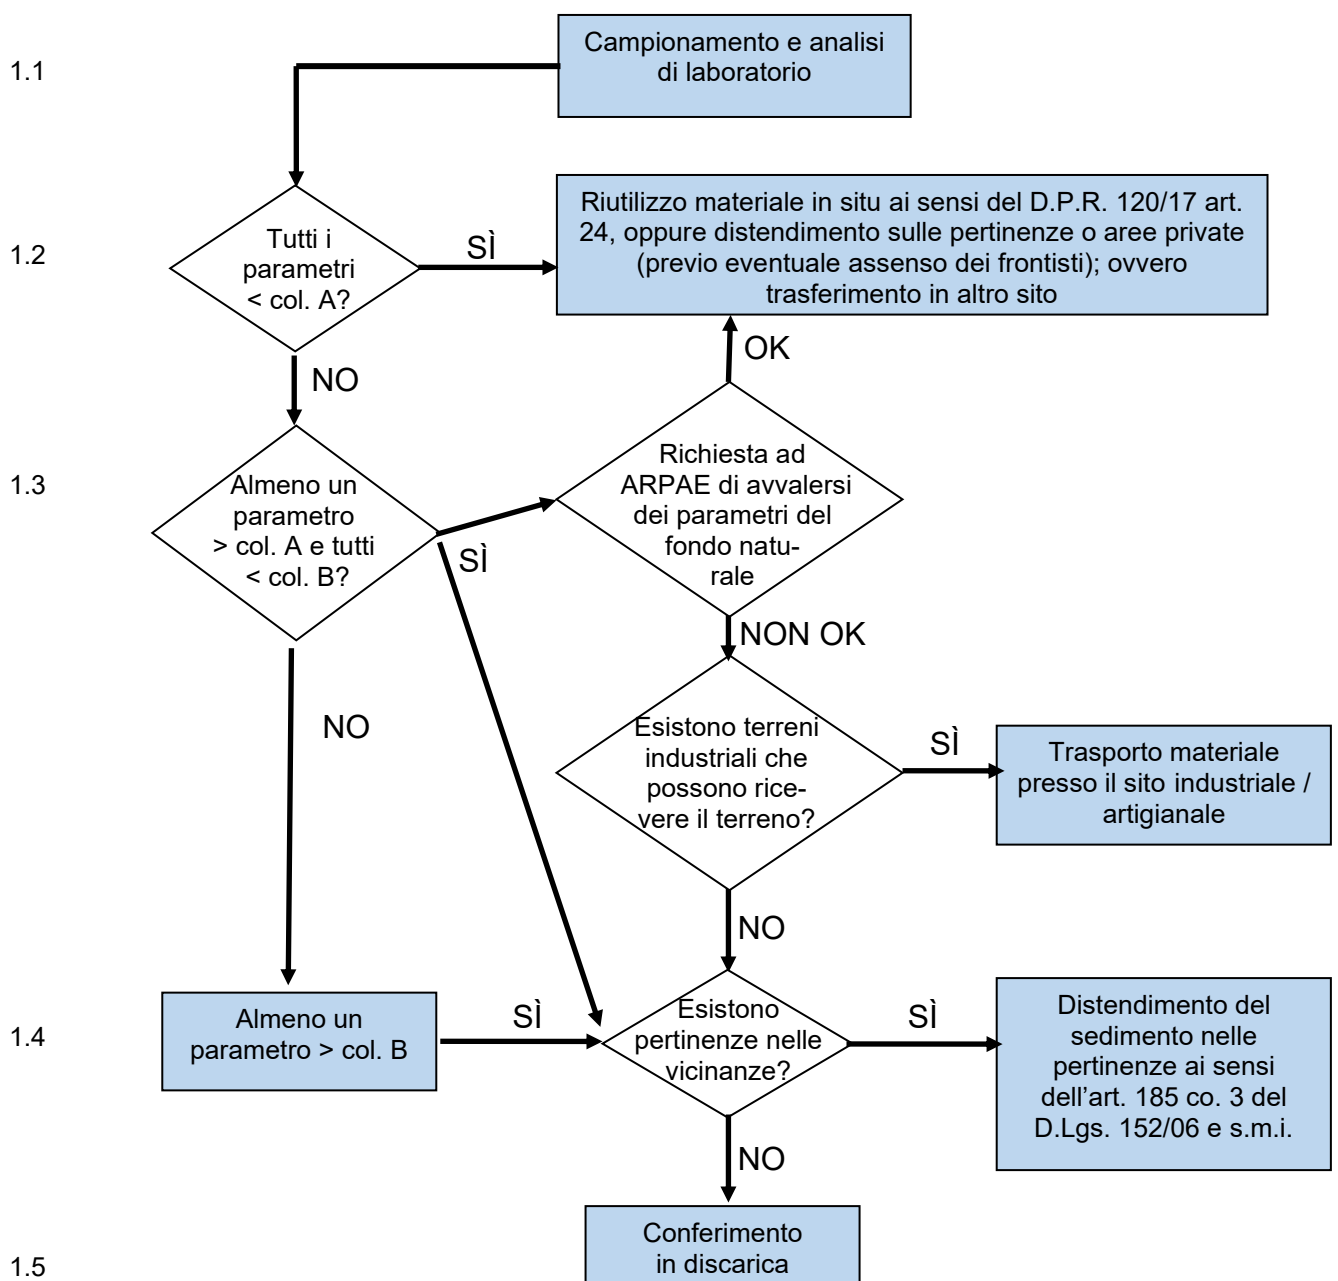 1.1
Campionamento e analisi
di laboratorio
1.2
Tutti i
parametri
< col. A?
SÌ
Riutilizzo materiale in situ ai sensi del D.P.R. 120/17 art.
24, oppure distendimento sulle pertinenze o aree private
(previo eventuale assenso dei frontisti); ovvero
trasferimento in altro sito
NO
OK
1.3
Almeno un
parametro
> col. A e tutti
< col. B?
SÌ
Richiesta ad
ARPAE di avvalersi
dei parametri del
fondo natu-
rale
NON OK
NO
Esistono terreni
industriali che
possono rice-
vere il terreno?
SÌ
Trasporto materiale
presso il sito industriale /
artigianale
NO
1.4
Almeno un
parametro > col. B
SÌ
Esistono
pertinenze nelle
vicinanze?
SÌ
Distendimento del
sedimento nelle
pertinenze ai sensi
dell’art. 185 co. 3 del
D.Lgs. 152/06 e s.m.i.
NO
1.5
Conferimento
in discarica